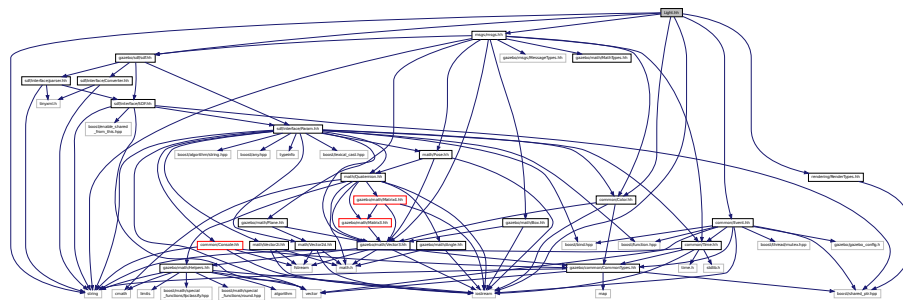 Light.hh
msgs/msgs.hh
gazebo/sdf/sdf.hh
gazebo/msgs/MessageTypes.hh
gazebo/math/MathTypes.hh
sdf/interface/parser.hh
sdf/interface/Converter.hh
tinyxml.h
sdf/interface/SDF.hh
boost/enable_shared
_from_this.hpp
sdf/interface/Param.hh
boost/algorithm/string.hpp
boost/any.hpp
typeinfo
boost/lexical_cast.hpp
math/Pose.hh
math/Quaternion.hh
rendering/RenderTypes.hh
gazebo/math/Matrix4.hh
common/Color.hh
gazebo/math/Matrix3.hh
gazebo/math/Plane.hh
gazebo/math/Box.hh
common/Event.hh
common/Console.hh
math/Vector2i.hh
math/Vector2d.hh
gazebo/math/Vector3.hh
gazebo/math/Angle.hh
boost/bind.hpp
boost/function.hpp
common/Time.hh
boost/thread/mutex.hpp
gazebo/gazebo_config.h
gazebo/math/Helpers.hh
fstream
math.h
gazebo/common/CommonTypes.hh
time.h
stdlib.h
string
cmath
limits
boost/math/special
_functions/fpclassify.hpp
boost/math/special
_functions/round.hpp
algorithm
vector
iostream
map
boost/shared_ptr.hpp